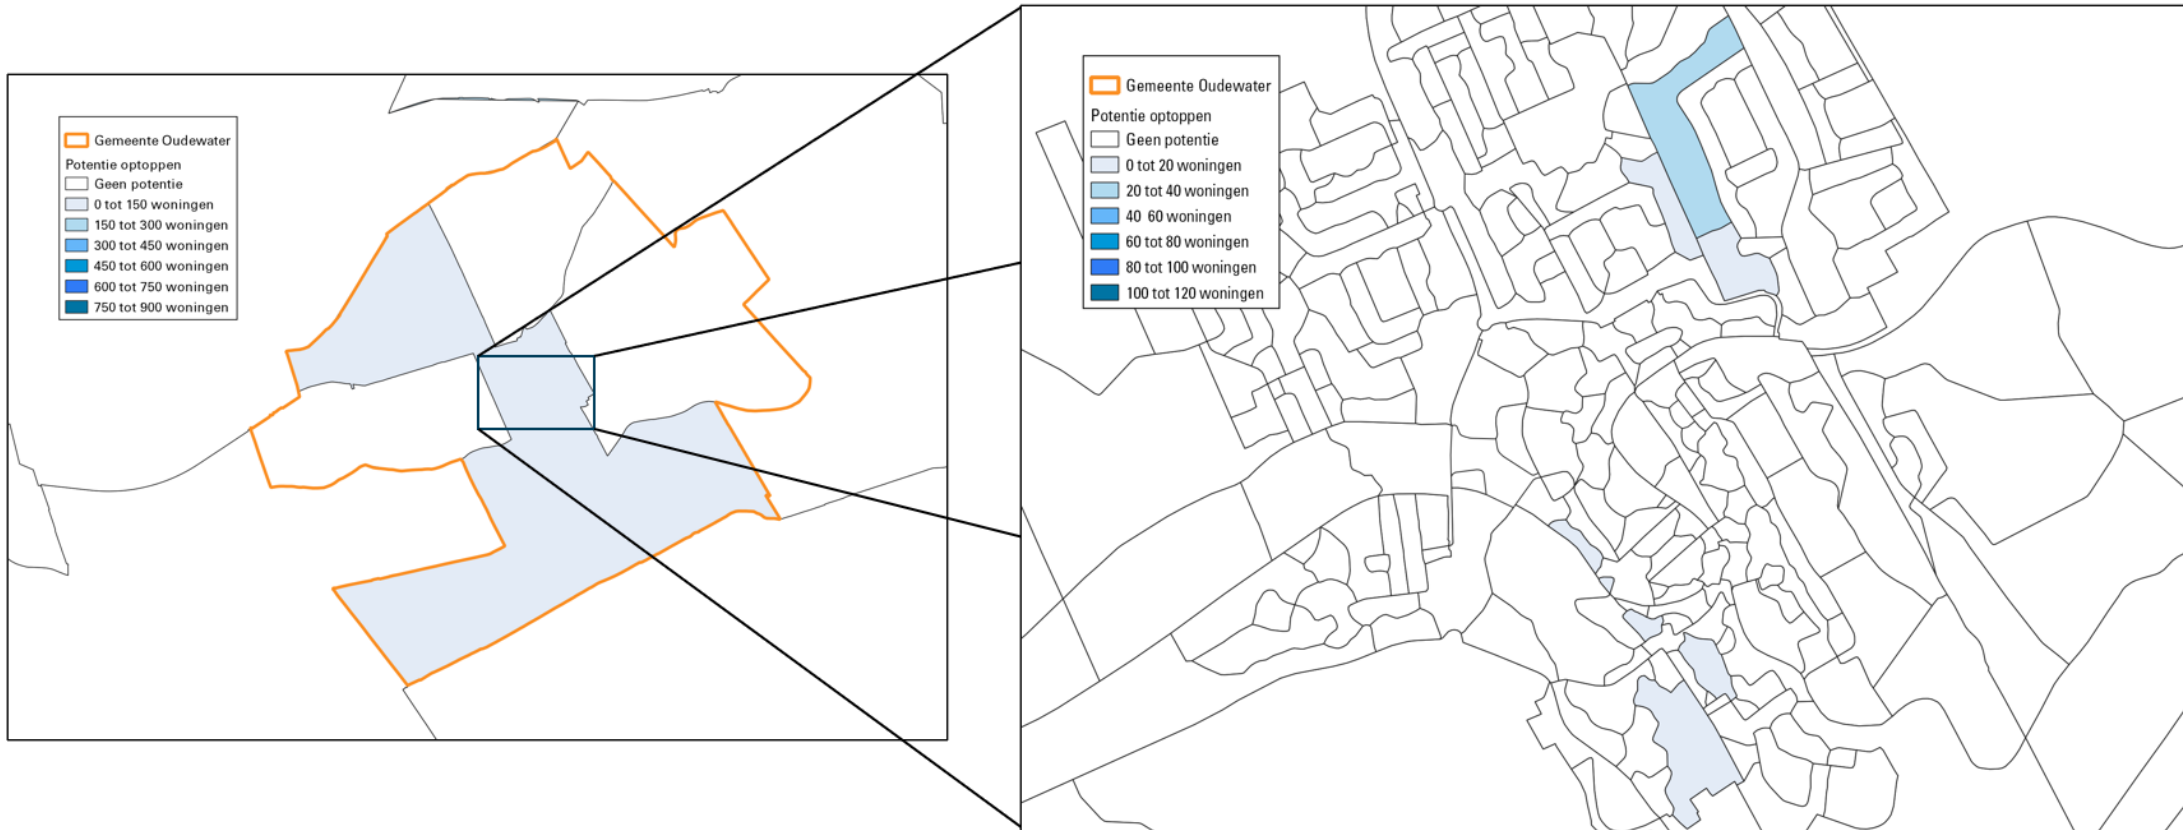 Gemeente Oudewater
Potentie optoppen
Geen potentie
0 tot 150 woningen
150 tot 300 woningen
300 tot 450 woningen
450 tot 600 woningen
600 tot 750 woningen
750 tot 900 woningen
Gemeente Oudewater
Potentie optoppen
Geen potentie
0 tot 20 woningen
20 tot 40 woningen
40 60 woningen
60 tot 80 woningen
80 tot 100 woningen
100 tot 120 woningen